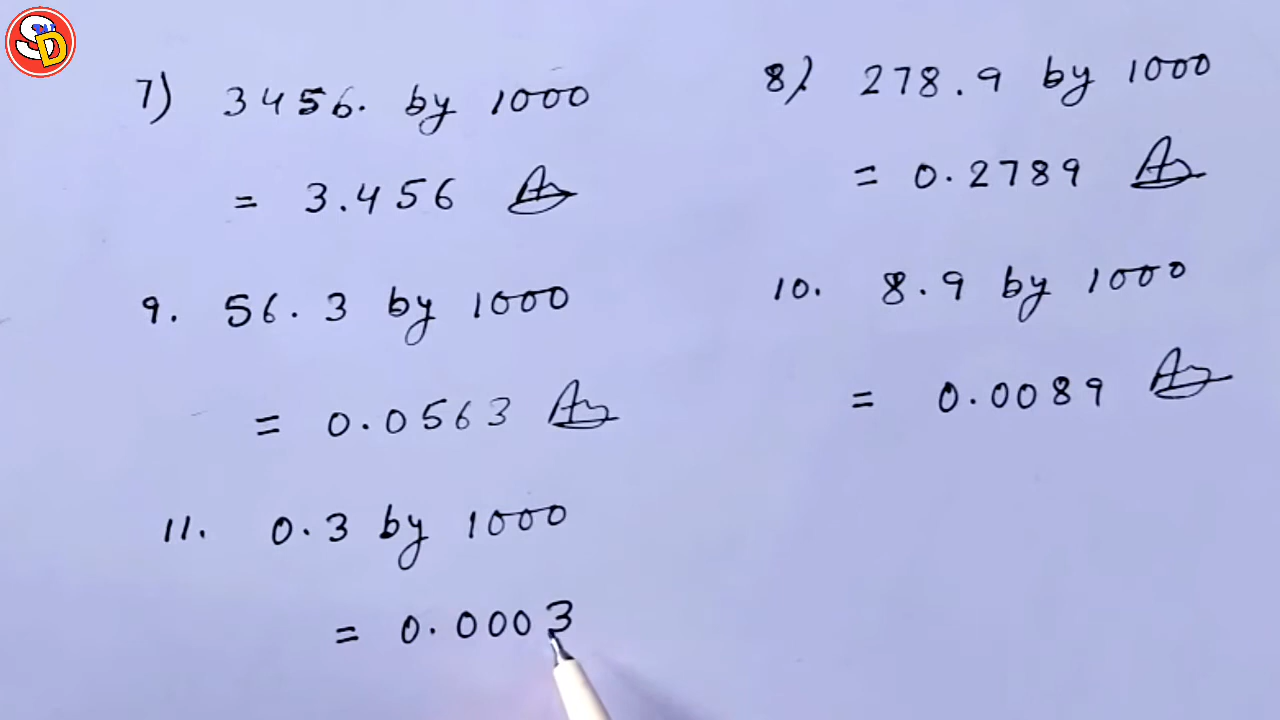 SD
7) 3456. by 1000
= 3.456 Ans
8) 278.9 by 1000
= 0.2789 Ans
9. 56.3 by 1000
= 0.0563 Ans
10. 8.9 by 1000
= 0.0089 Ans
11. 0.3 by 1000
= 0.0003